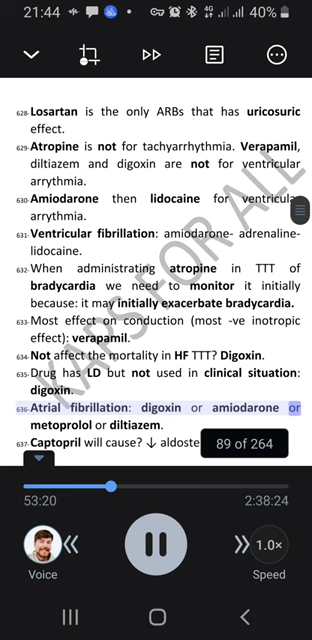 21:44 40%
628- Losartan is the only ARBs that has uricosuric
effect.
629- Atropine is not for tachyarrhythmia. Verapamil,
diltiazem and digoxin are not for ventricular
arrythmia.
630- Amiodarone then lidocaine for ventricular
arrythmia.
631- Ventricular fibrillation: amiodarone- adrenaline-
lidocaine.
632- When administrating atropine in TTT of
bradycardia we need to monitor it initially
because: it may initially exacerbate bradycardia.
633- Most effect on conduction (most -ve inotropic
effect): verapamil.
634- Not affect the mortality in HF TTT? Digoxin.
635- Drug has LD but not used in clinical situation:
digoxin.
636- Atrial fibrillation: digoxin or amiodarone or
metoprolol or diltiazem.
637- Captopril will cause? ↓ aldoste
89 of 264
KAPS FOR ALL
53:20 2:38:24
1.0×
Voice Speed